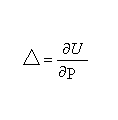 △ = ∂U / ∂P